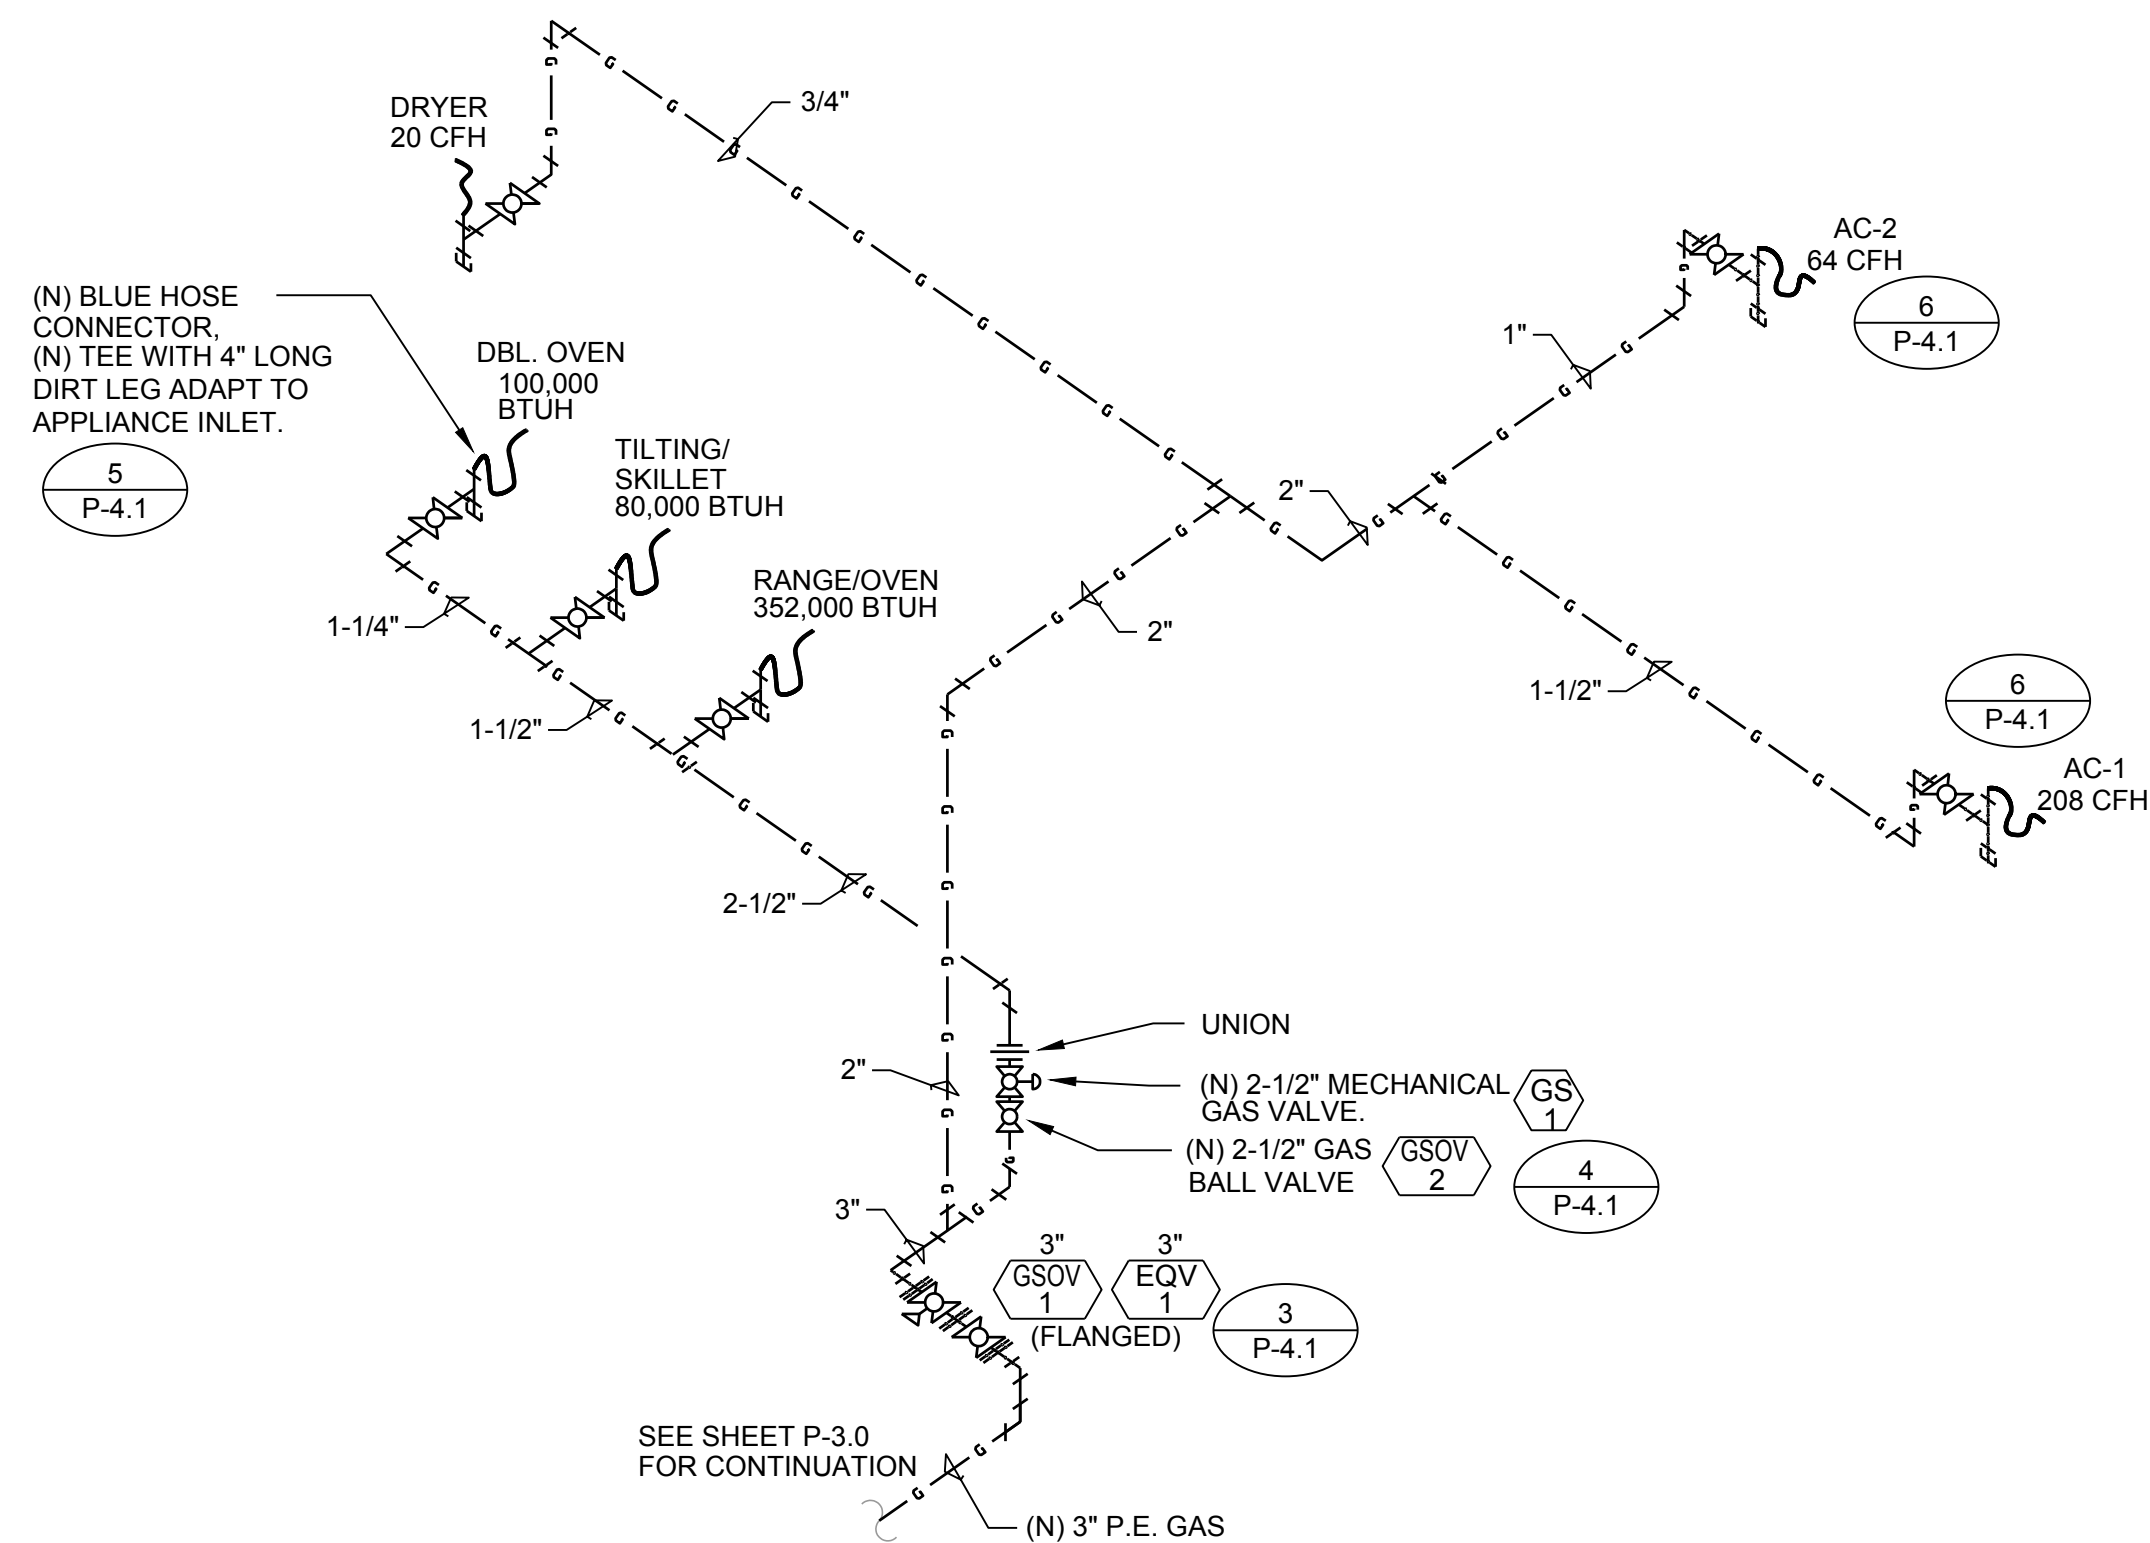 3/4"
DRYER
20 CFH
AC-2
64 CFH
6
P-4.1
(N) BLUE HOSE
CONNECTOR,
(N) TEE WITH 4" LONG
DIRT LEG ADAPT TO
APPLIANCE INLET.
5
P-4.1
DBL. OVEN
100,000
BTUH
1"
TILTING/
SKILLET
80,000 BTUH
2"
RANGE/OVEN
352,000 BTUH
1-1/4"
2"
1-1/2"
1-1/2"
6
P-4.1
AC-1
208 CFH
2-1/2"
UNION
2"
(N) 2-1/2" MECHANICAL
GAS VALVE.
GS
1
(N) 2-1/2" GAS
BALL VALVE
GSOV
2
4
P-4.1
3"
3"
GSOV
1
3"
EQV
1
(FLANGED)
3
P-4.1
SEE SHEET P-3.0
FOR CONTINUATION
(N) 3" P.E. GAS
G G G G G G G G G G G G G G G G G G G G G G G G G G G G G G G G G G G G G G G G G G G G G G G G G G